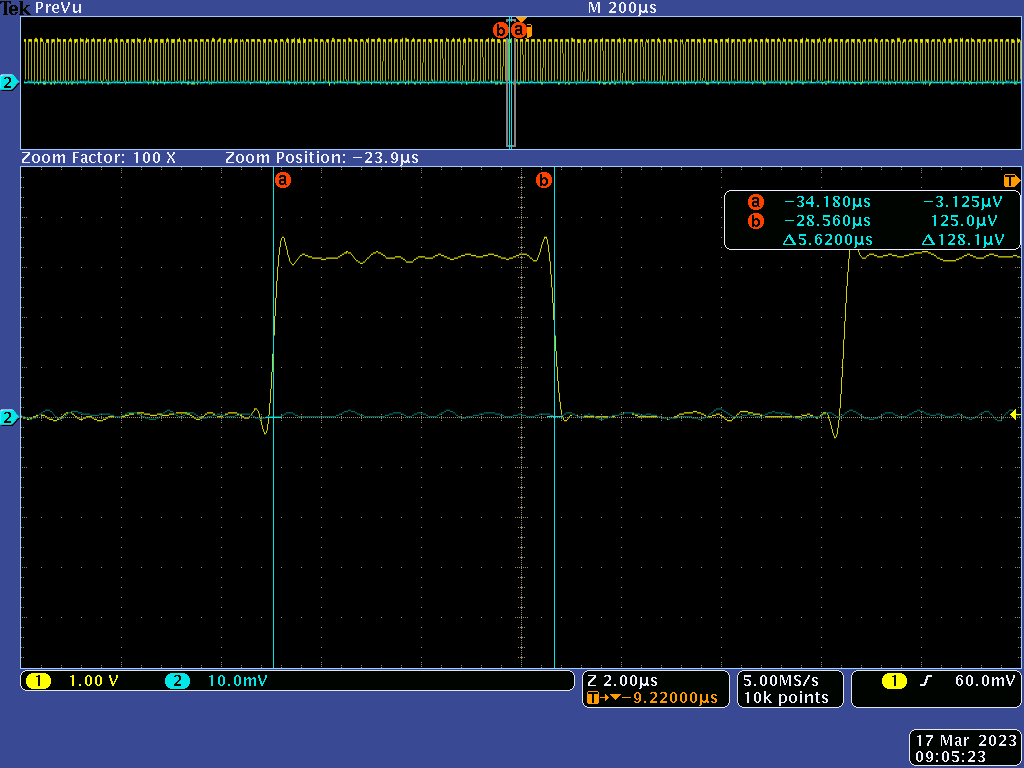 Tek PreVu M 200µs
b a
2
Zoom Factor: 100 X Zoom Position: −23.9µs
a b T
a −34.180µs −3.125µV
b −28.560µs 125.0µV
Δ5.6200µs Δ128.1µV
2
1 1.00 V 2 10.0mV
Z 2.00µs
T→▼−9.22000µs
5.00MS/s
10k points
1 60.0mV
17 Mar 2023
09:05:23